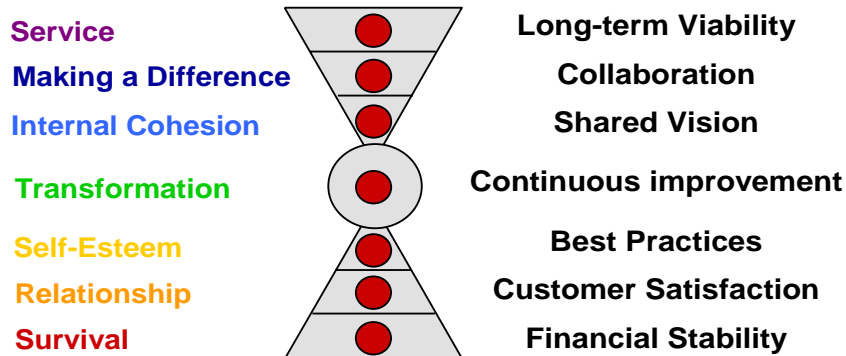 Service Long-term Viability
Making a Difference Collaboration
Internal Cohesion Shared Vision
Transformation Continuous improvement
Self-Esteem Best Practices
Relationship Customer Satisfaction
Survival Financial Stability